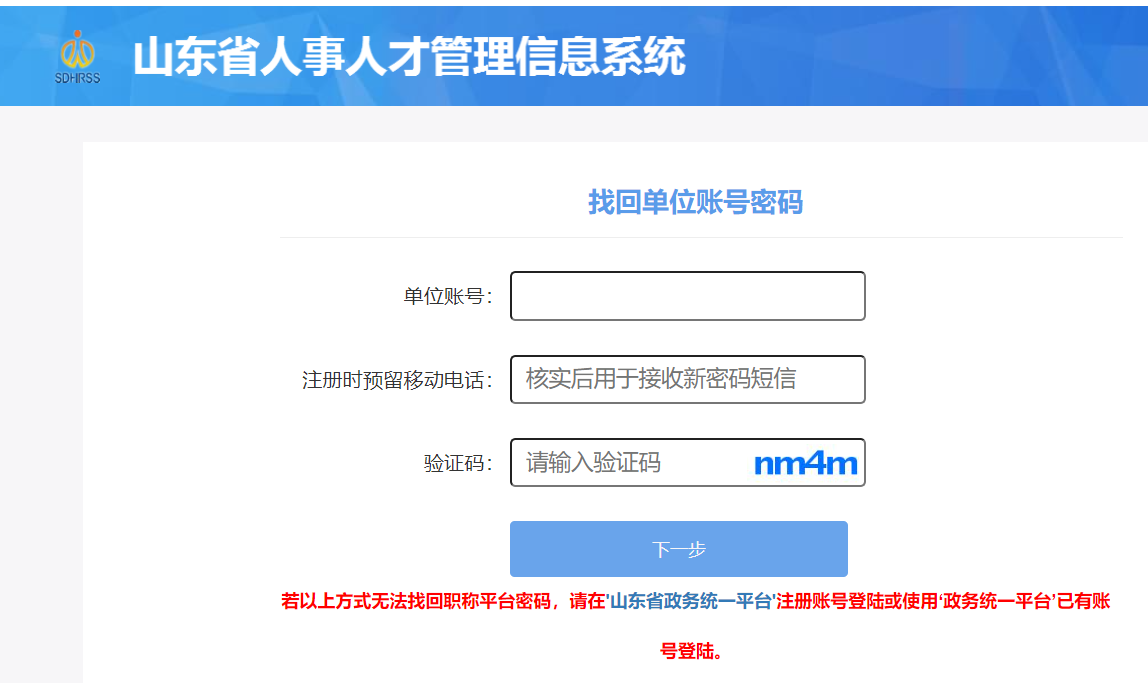 SDHRSS
山东省人事人才管理信息系统
找回单位账号密码
单位账号：
注册时预留移动电话：
核实后用于接收新密码短信
验证码：
请输入验证码
nm4m
下一步
若以上方式无法找回职称平台密码，请在'山东省政务统一平台'注册账号登陆或使用‘政务统一平台’已有账
号登陆。